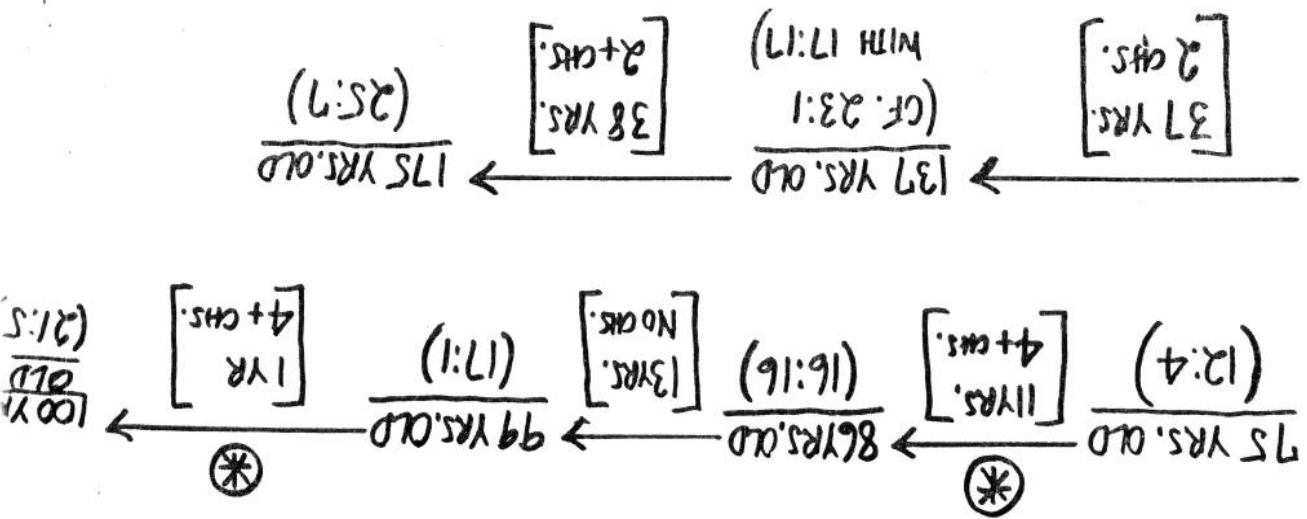 75 YRS. OLD
(12:4)
[11 YRS.
4+ CHS.]
86 YRS. OLD
(16:16)
[13 YRS.
NO CHS.]
99 YRS. OLD
(17:1)
[1 YR
4+ CHS.]
100 Y
OLD
(21:5
[37 YRS.
2 CHS.]
137 YRS. OLD
(CF. 23:1
WITH 17:17)
[38 YRS.
2+ CHS.]
175 YRS. OLD
(25:7)